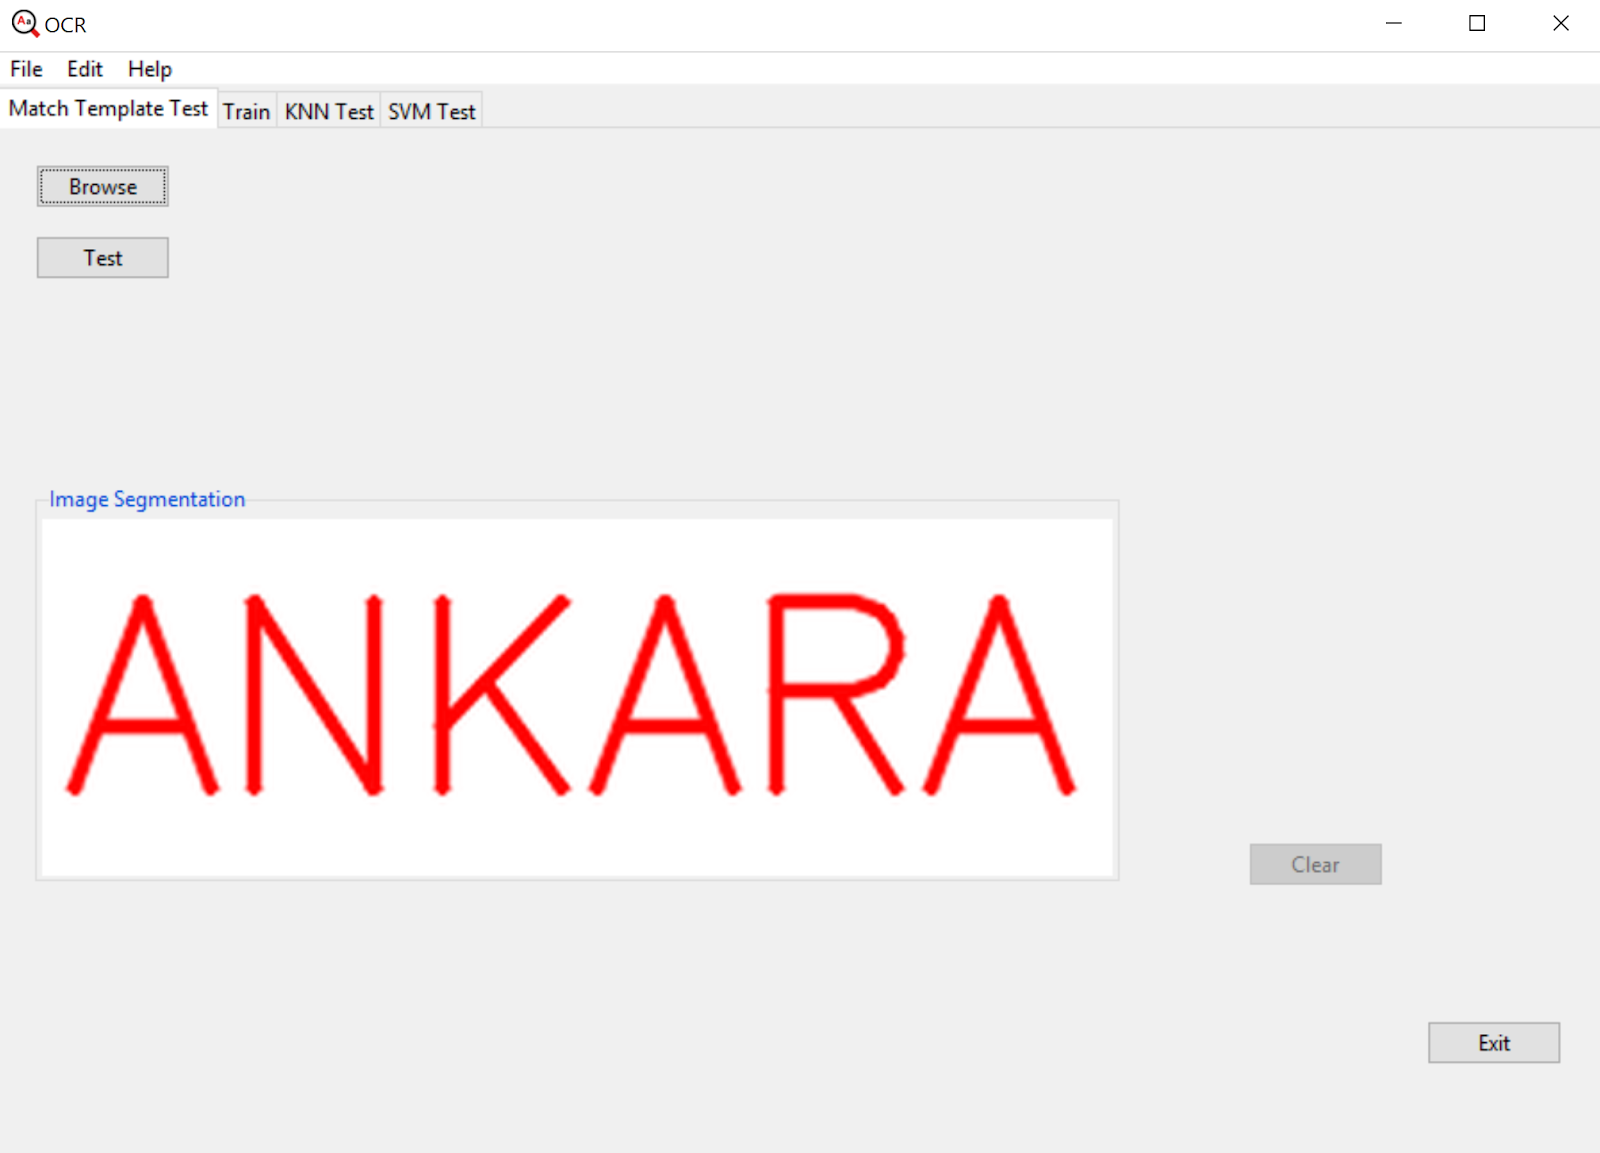 Aa OCR
File Edit Help
Match Template Test Train KNN Test SVM Test
Browse
Test
Image Segmentation
ANKARA
Clear
Exit